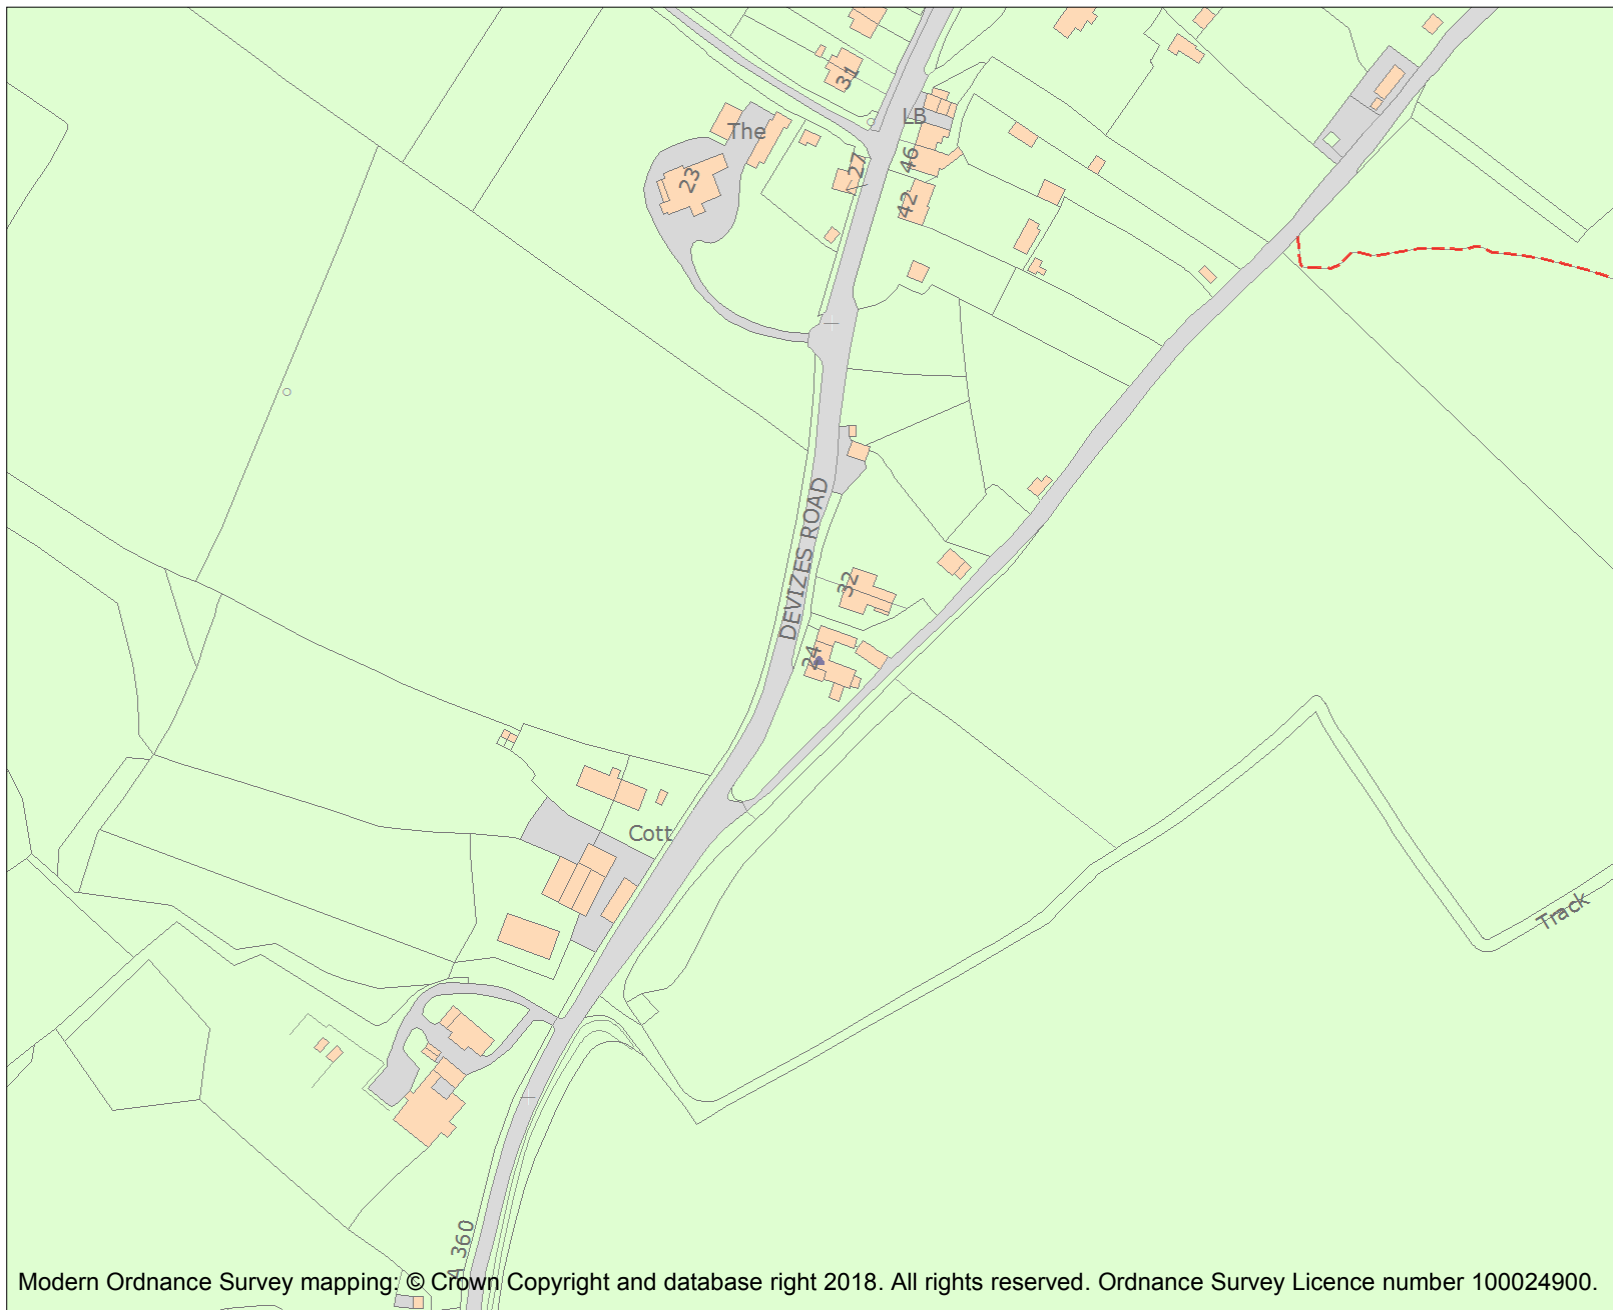 31
LB
The
27
46
23
42
DEVIZES ROAD
32
24
Cott
Track
A 360
Modern Ordnance Survey mapping: © Crown Copyright and database right 2018. All rights reserved. Ordnance Survey Licence number 100024900.